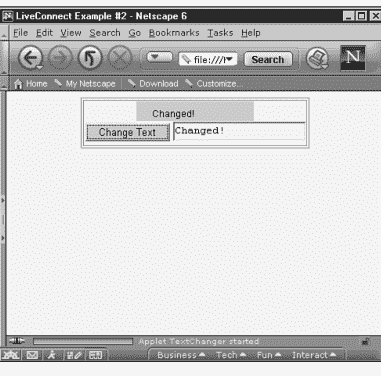 LiveConnect Example #2 - Netscape 6
File Edit View Search Go Bookmarks Tasks Help
file:/// Search N
Home My Netscape Download Customize...
Changed!
Change Text Changed!
Applet TextChanger started
Business Tech Fun Interact